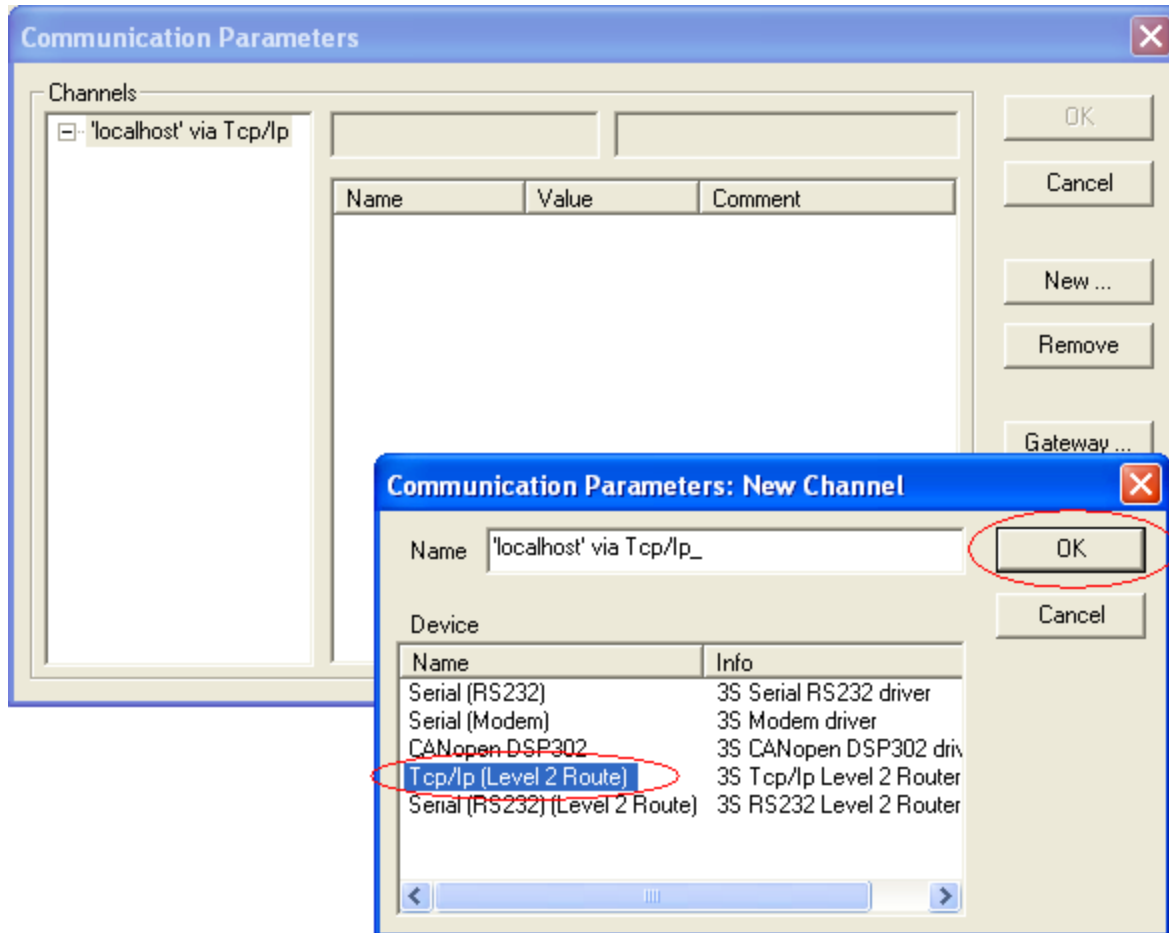 Communication Parameters
Channels
'localhost' via Tcp/Ip
Name Value Comment
OK
Cancel
New ...
Remove
Gateway ...
Communication Parameters: New Channel
Name 'localhost' via Tcp/Ip_
OK
Cancel
Device
Name Info
Serial (RS232) 3S Serial RS232 driver
Serial (Modem) 3S Modem driver
CANopen DSP302 3S CANopen DSP302 driv
Tcp/Ip (Level 2 Route) 3S Tcp/Ip Level 2 Router
Serial (RS232) (Level 2 Route) 3S RS232 Level 2 Router